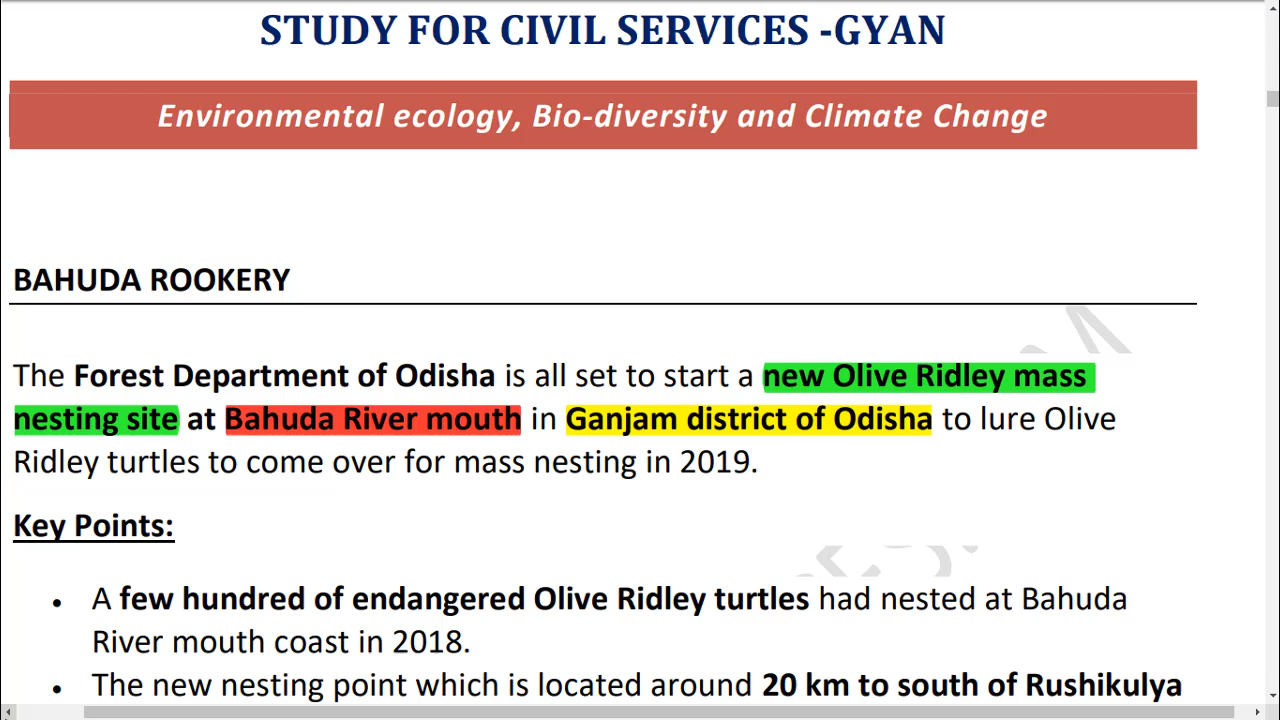 STUDY FOR CIVIL SERVICES -GYAN
Environmental ecology, Bio-diversity and Climate Change
BAHUDA ROOKERY
The Forest Department of Odisha is all set to start a new Olive Ridley mass
nesting site at Bahuda River mouth in Ganjam district of Odisha to lure Olive
Ridley turtles to come over for mass nesting in 2019.
Key Points:
• A few hundred of endangered Olive Ridley turtles had nested at Bahuda
River mouth coast in 2018.
• The new nesting point which is located around 20 km to south of Rushikulya